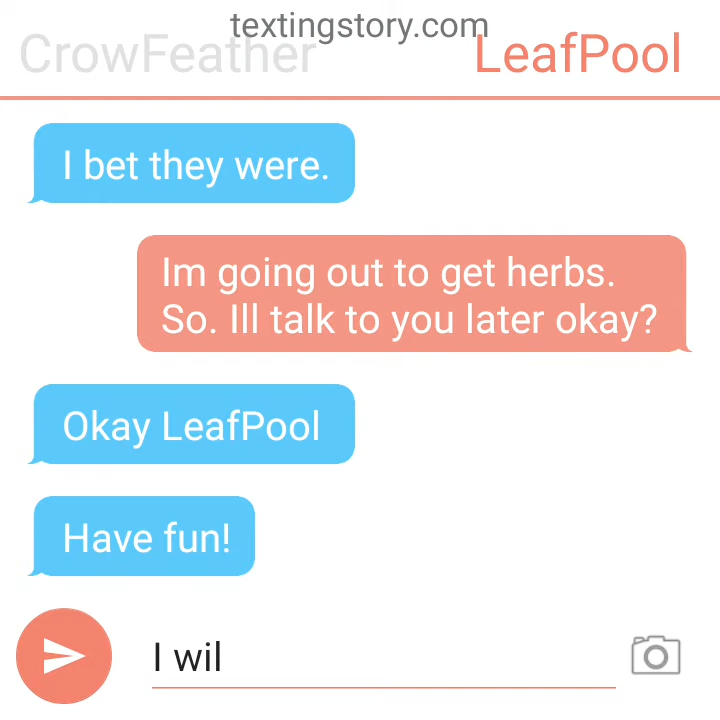 textingstory.com
CrowFeather
LeafPool
I bet they were.
Im going out to get herbs.
So. Ill talk to you later okay?
Okay LeafPool
Have fun!
I wil